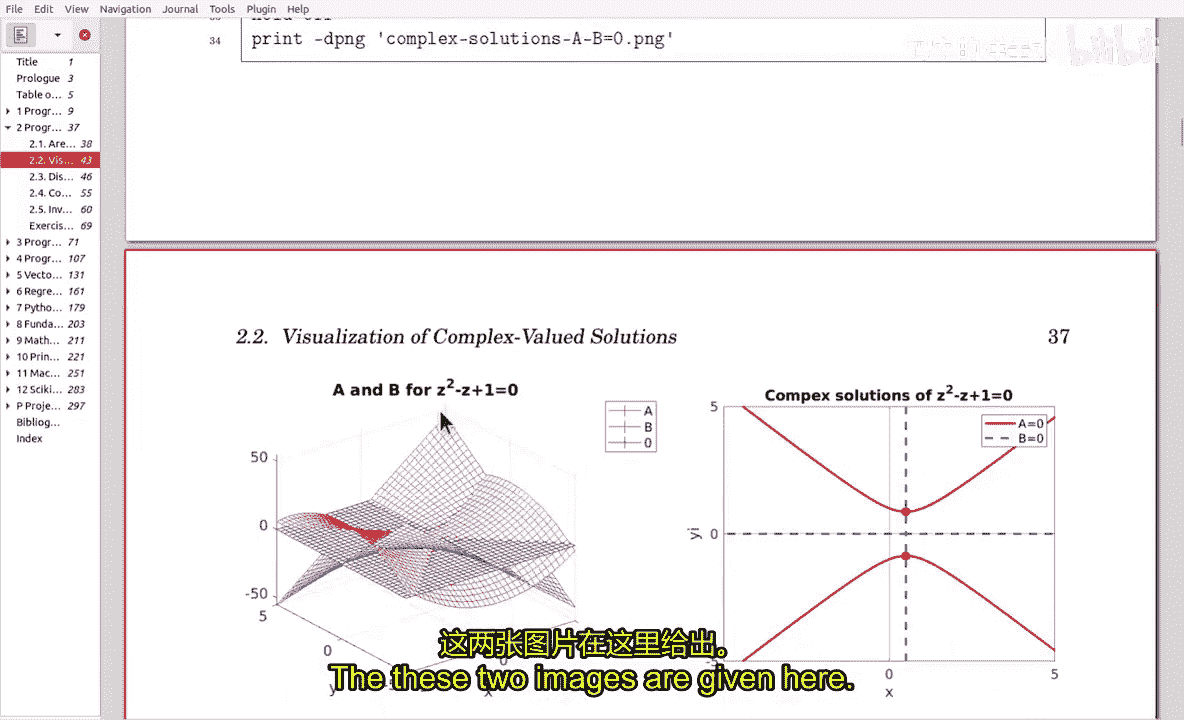 File Edit View Navigation Journal Tools Plugin Help
Title 1
Prologue 3
Table o... 5
1 Progr... 9
2 Progr... 37
2.1. Are... 38
2.2. Vis... 43
2.3. Dis... 46
2.4. Co... 55
2.5. Inv... 60
Exercis... 69
3 Progr... 71
4 Progr... 107
5 Vecto... 131
6 Regre... 161
7 Pytho... 179
8 Funda... 203
9 Math... 211
10 Prin... 221
11 Mac... 251
12 Sciki... 283
P Proje... 297
Bibliog...
Index
34 print -dpng 'complex-solutions-A-B=0.png'
bilibili
2.2. Visualization of Complex-Valued Solutions 37
A and B for z²-z+1=0
A
B
0
50
0
-50
5
0
y
x
Compex solutions of z²-z+1=0
A=0
B=0
5
0
yi
0
5
x
这两张图片在这里给出。
The these two images are given here.